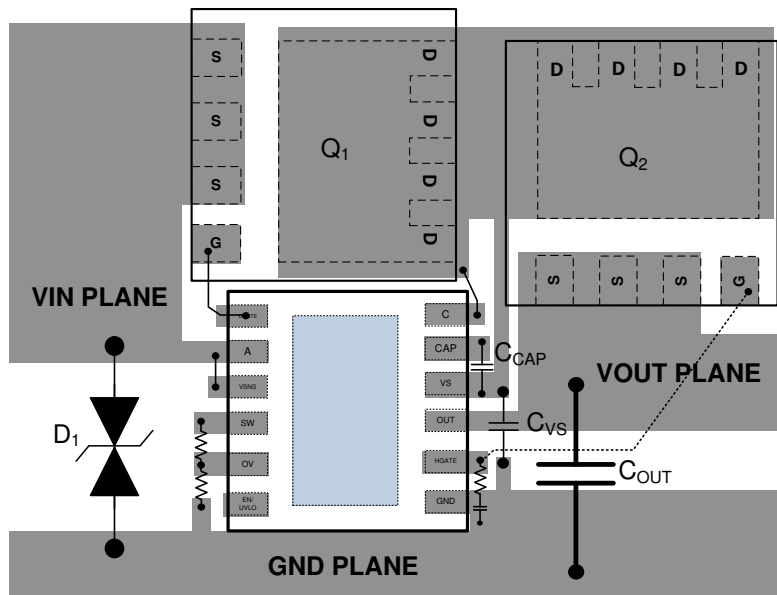 S
S
S
G
Q1
D
D
D
D
D D D D
Q2
S
S
S
G
VIN PLANE
A
VSNS
SW
OV
EN/
UVLO
C
CAP
VS
OUT
HGATE
GND
CCAP
CVS
VOUT PLANE
D1
COUT
GND PLANE